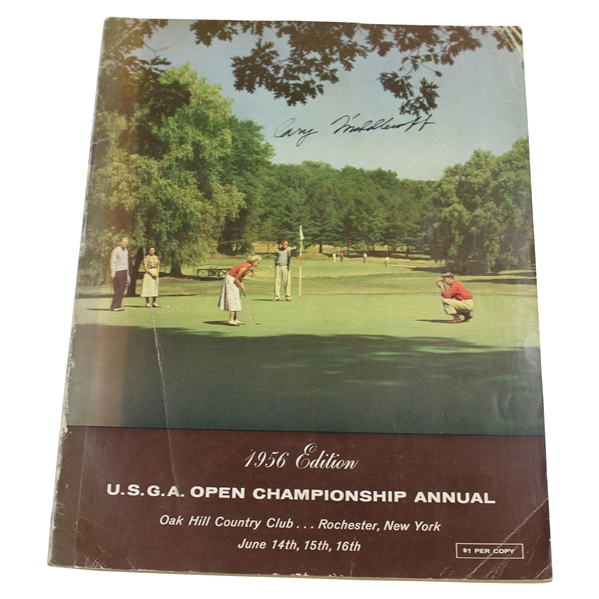 Cary Middlecoff
1956 Edition
U.S.G.A. OPEN CHAMPIONSHIP ANNUAL
Oak Hill Country Club... Rochester, New York
June 14th, 15th, 16th
$1 PER COPY